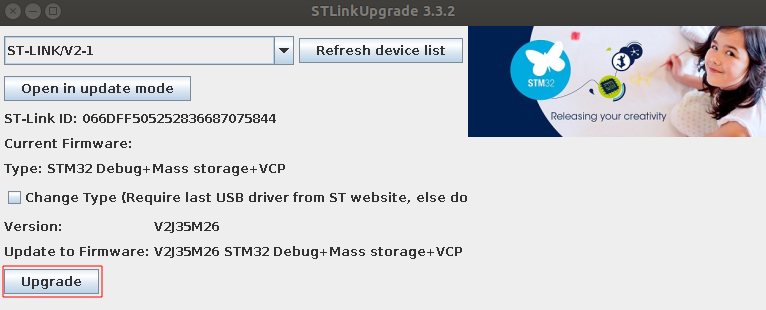 STLinkUpgrade 3.3.2
ST-LINK/V2-1
Refresh device list
Open in update mode
ST-Link ID: 066DFF505252836687075844
Current Firmware:
Type: STM32 Debug+Mass storage+VCP
Change Type (Require last USB driver from ST website, else do
Version: V2J35M26
Update to Firmware: V2J35M26 STM32 Debug+Mass storage+VCP
Upgrade
STM32
Releasing your creativity